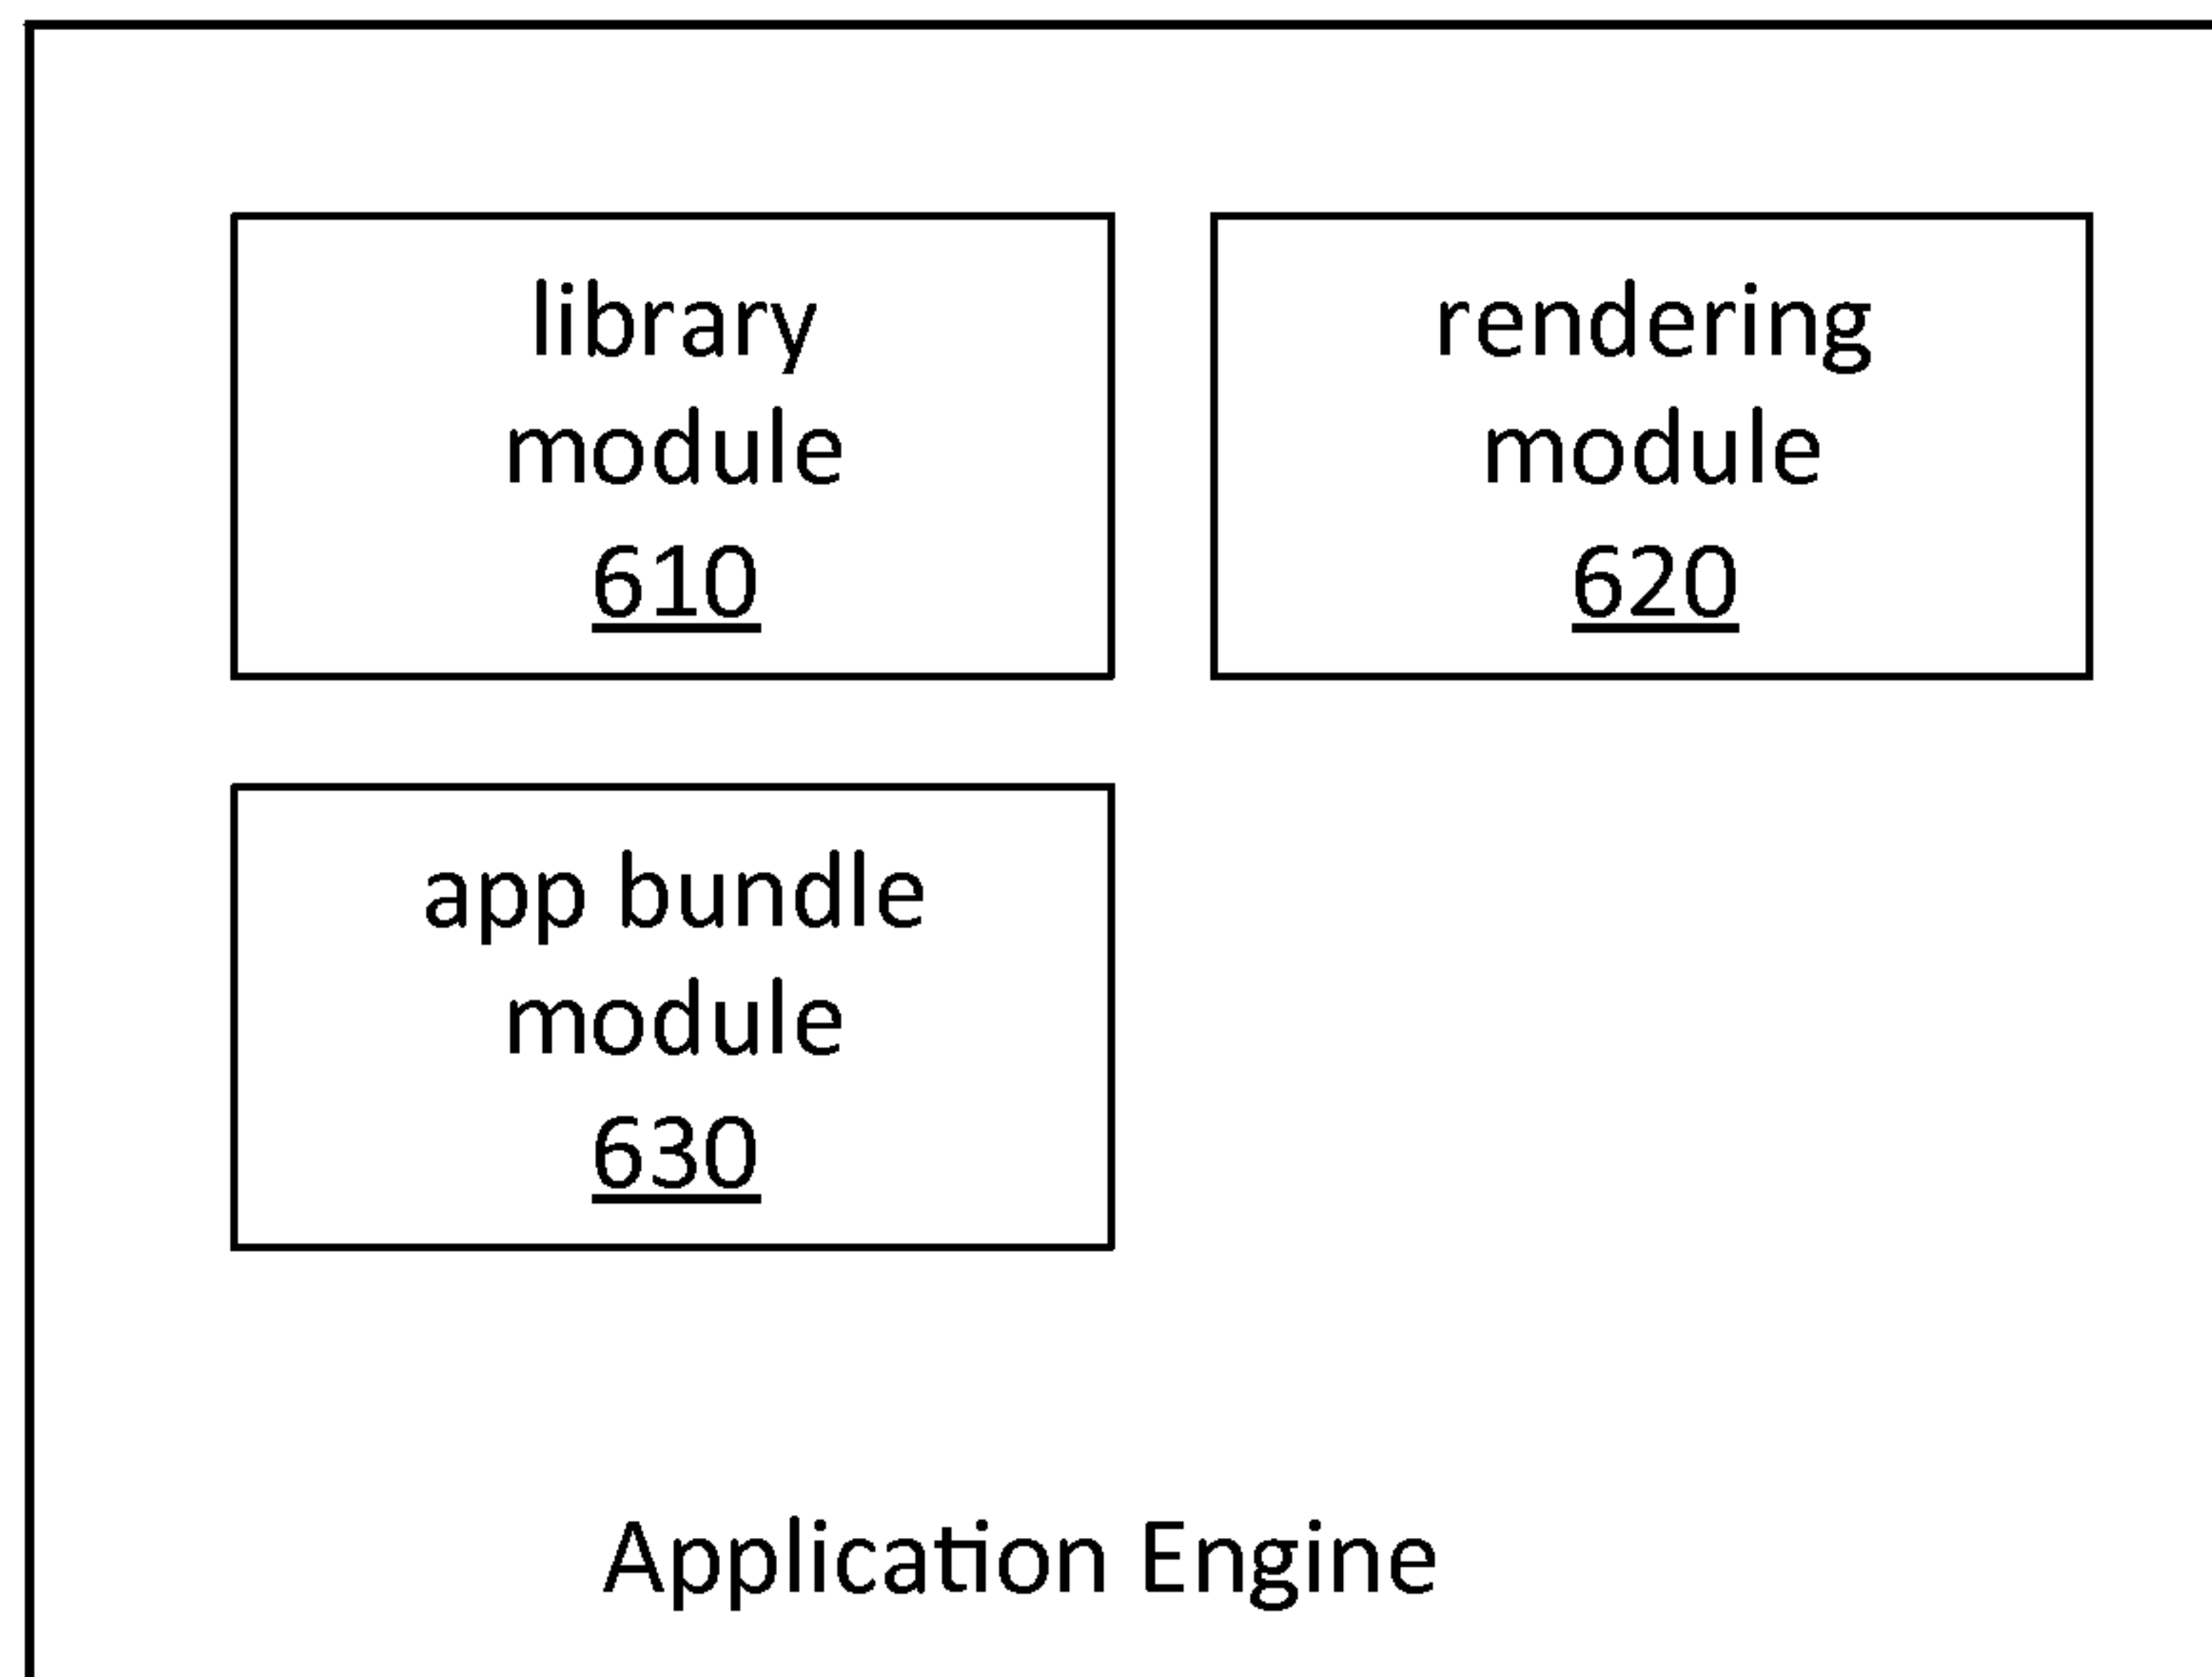 library
module
610
rendering
module
620
app bundle
module
630
Application Engine